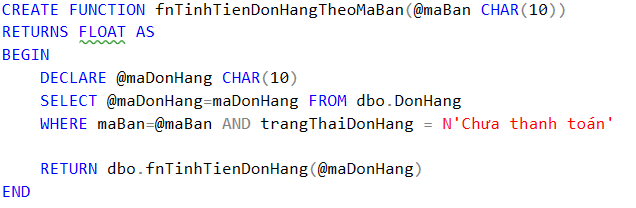 CREATE FUNCTION fnTinhTienDonHangTheoMaBan(@maBan CHAR(10))
RETURNS FLOAT AS
BEGIN
    DECLARE @maDonHang CHAR(10)
    SELECT @maDonHang=maDonHang FROM dbo.DonHang
    WHERE maBan=@maBan AND trangThaiDonHang = N'Chưa thanh toán'
    RETURN dbo.fnTinhTienDonHang(@maDonHang)
END